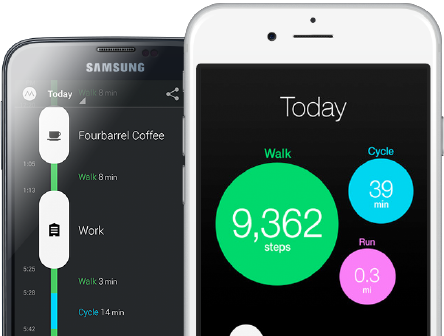 SAMSUNG
Today
Walk 8 min
Fourbarrel Coffee
1:05
Walk 8 min
1:13
Work
5:25
Walk 3 min
5:28
Cycle 14 min
5:42
Today
Walk
9,362
steps
Cycle
39
min
Run
0.3
mi